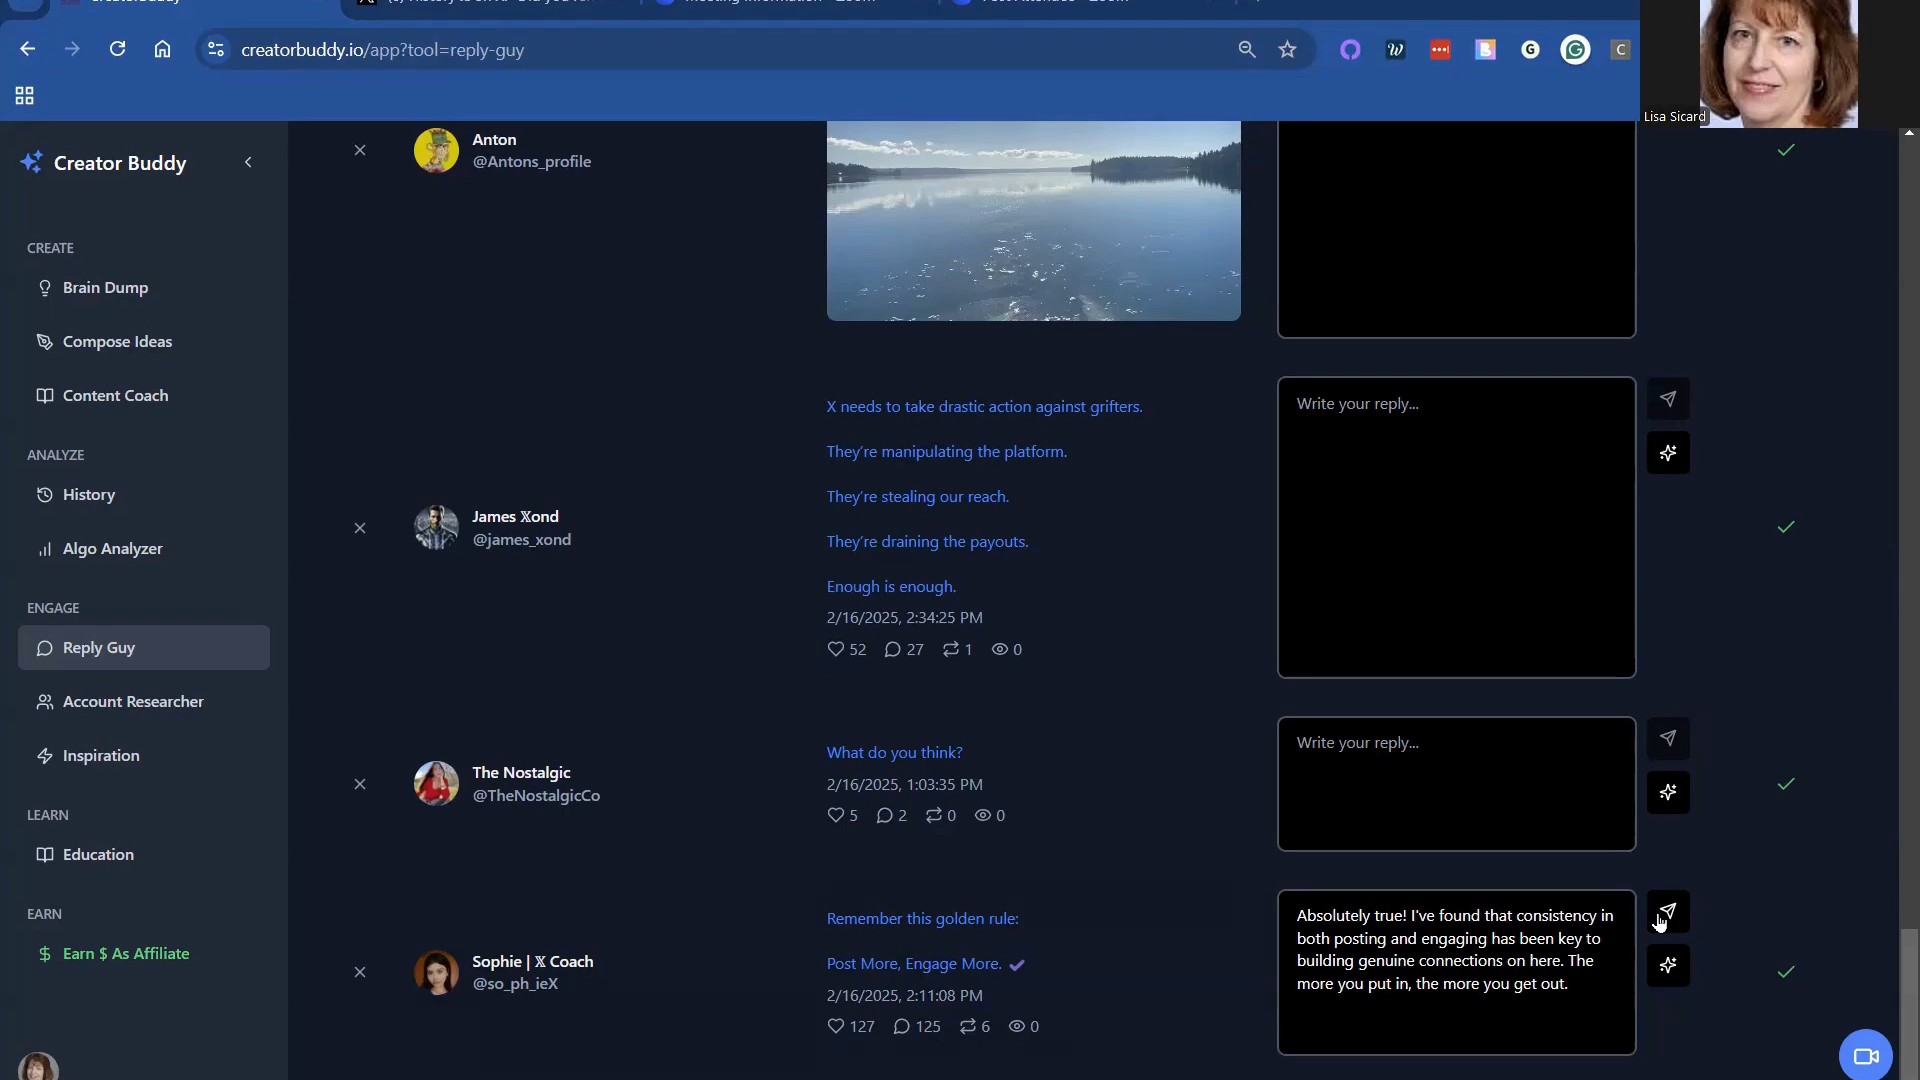 creatorbuddy.io/app?tool=reply-guy
Lisa Sicard
Creator Buddy
CREATE
Brain Dump
Compose Ideas
Content Coach
ANALYZE
History
Algo Analyzer
ENGAGE
Reply Guy
Account Researcher
Inspiration
LEARN
Education
EARN
$ Earn $ As Affiliate
Anton
@Antons_profile
James 𝕏ond
@james_xond
X needs to take drastic action against grifters.
They’re manipulating the platform.
They’re stealing our reach.
They’re draining the payouts.
Enough is enough.
2/16/2025, 2:34:25 PM
52 27 1 0
Write your reply...
The Nostalgic
@TheNostalgicCo
What do you think?
2/16/2025, 1:03:35 PM
5 2 0 0
Write your reply...
Sophie | 𝕏 Coach
@so_ph_ieX
Remember this golden rule:
Post More, Engage More. ✔
2/16/2025, 2:11:08 PM
127 125 6 0
Absolutely true! I've found that consistency in
both posting and engaging has been key to
building genuine connections on here. The
more you put in, the more you get out.